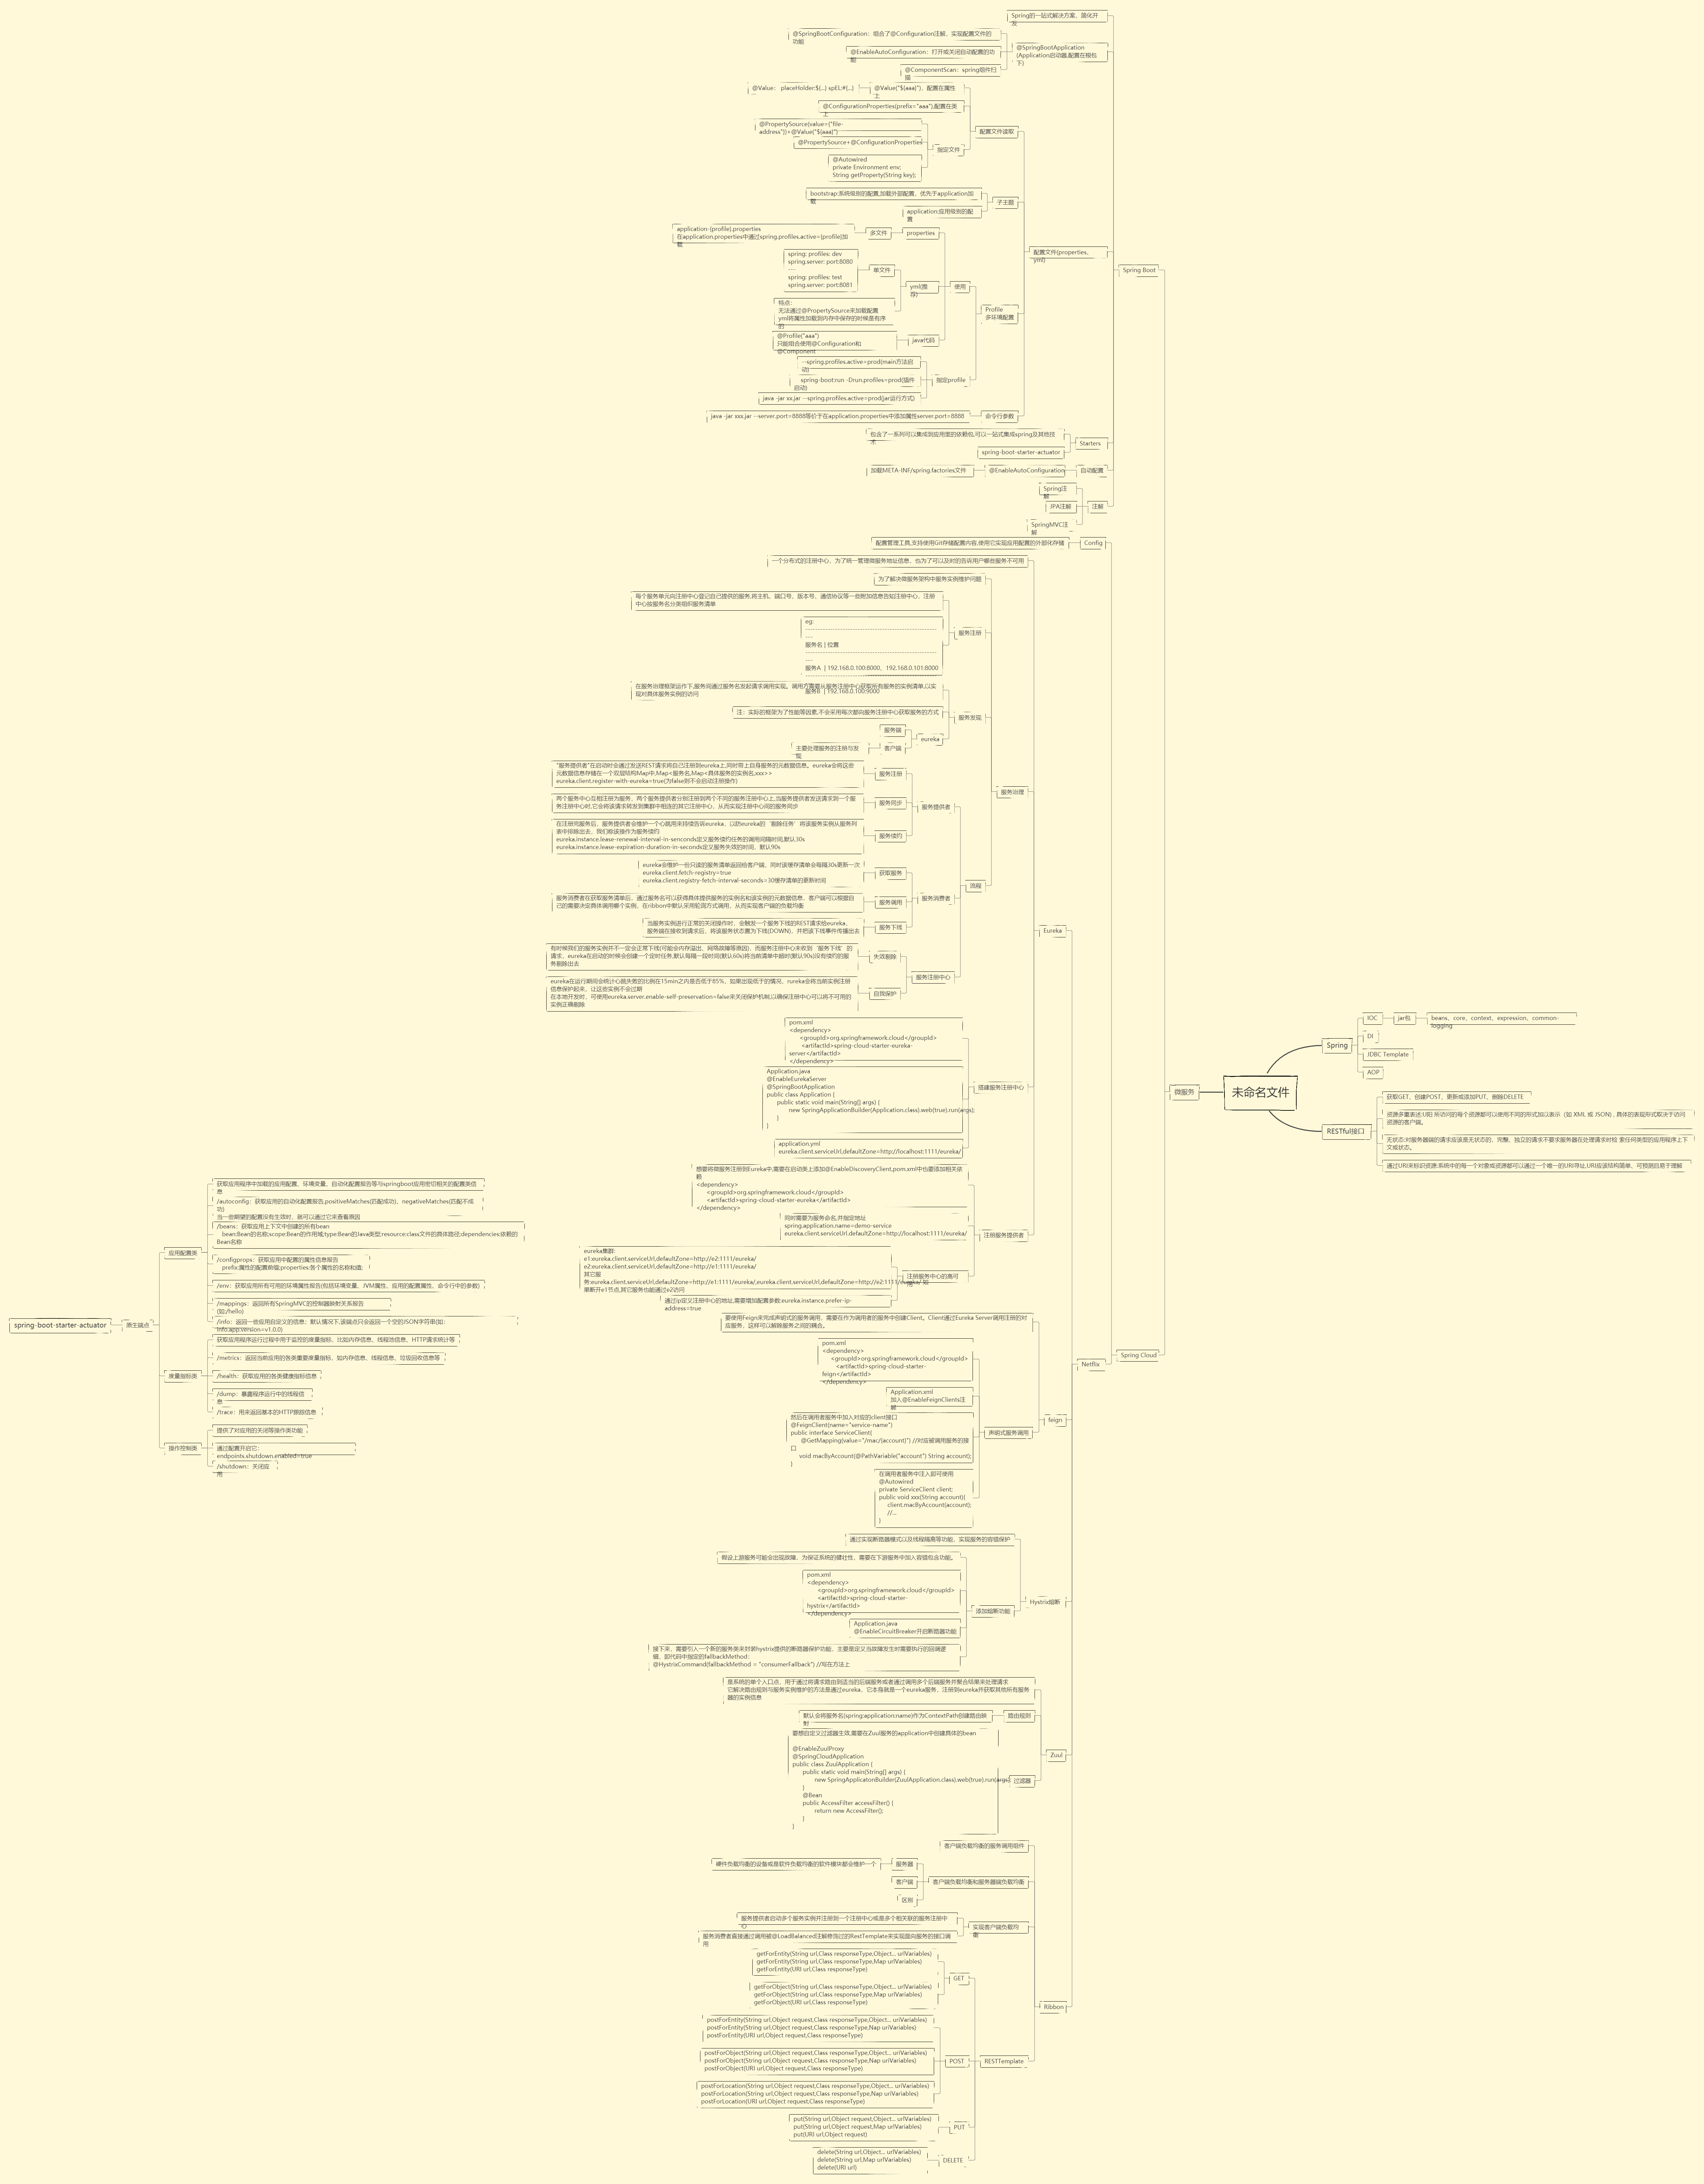 未命名文件
Spring
IOC
jar包
beans、core、context、expression、common-
logging
DI
JDBC Template
AOP
RESTful接口
获取GET、创建POST、更新或添加PUT、删除DELETE
资源的客户端。
文或状态。
微服务
Spring Boot
Spring的一站式解决方案，简化开
发
@SpringBootApplication
(Application启动器,配置在根包
下)
@SpringBootConfiguration：组合了@Configuration注解，实现配置文件的
功能
@EnableAutoConfiguration：打开或关闭自动配置的功
能
@ComponentScan：spring组件扫
描
配置文件(properties、
yml)
配置文件读取
@Value("${aaa}")，配置在属性
上
@Value： placeHolder:${...} spEL:#{...}
@ConfigurationProperties(prefix="aaa"),配置在类
上
指定文件
@PropertySource(value={"file-
address"})+@Value("${aaa}")
@PropertySource+@ConfigurationProperties
@Autowired
private Environment env;
String getProperty(String key);
子主题
bootstrap:系统级别的配置,加载外部配置，优先于application加
载
application:应用级别的配
置
Profile
多环境配置
使用
properties
多文件
application-{profile}.properties
在application.properties中通过spring.profiles.active={profile}加
载
yml(推
荐)
单文件
spring: profiles: dev
spring.server: port:8080
spring: profiles: test
spring.server: port:8081
特点:
无法通过@PropertySource来加载配置
yml将属性加载到内存中保存的时候是有序
的
java代码
@Profile("aaa")
只能组合使用@Configuration和
@Component
指定profile
--spring.profiles.active=prod(main方法启
动)
spring-boot:run -Drun.profiles=prod(插件
启动)
java -jar xx.jar --spring.profiles.active=prod(jar运行方式)
命令行参数
java -jar xxx.jar --server.port=8888等价于在application.properties中添加属性server.port=8888
Starters
包含了一系列可以集成到应用里的依赖包,可以一站式集成spring及其他技
术
spring-boot-starter-actuator
自动配置
@EnableAutoConfiguration
加载META-INF/spring.factories文件
注解
Spring注
解
JPA注解
SpringMVC注
解
Spring Cloud
Config
配置管理工具,支持使用Git存储配置内容,使用它实现应用配置的外部化存储
Netflix
Eureka
一个分布式的注册中心，为了统一管理微服务地址信息，也为了可以及时的告诉用户哪些服务不可用
服务治理
为了解决微服务架构中服务实例维护问题
服务注册
每个服务单元向注册中心登记自己提供的服务,将主机、端口号、版本号、通信协议等一些附加信息告知注册中心，注册
中心按服务名分类组织服务清单
eg:
服务名 | 位置
服务A | 192.168.0.100:8000、192.168.0.101:8000
服务B | 192.168.0.100:9000
服务发现
在服务治理框架运作下,服务间通过服务名发起请求调用实现。调用方需要从服务注册中心获取所有服务的实例清单,以实
现对具体服务实例的访问
注：实际的框架为了性能等因素,不会采用每次都向服务注册中心获取服务的方式
eureka
服务端
客户端
主要处理服务的注册与发
现
流程
服务提供者
服务注册
"服务提供者"在启动时会通过发送REST请求将自己注册到eureka上,同时带上自身服务的元数据信息。eureka会将这些
元数据信息存储在一个双层结构Map中,Map<服务名,Map<具体服务的实例名,xxx>>
eureka.client.register-with-eureka=true(为false则不会启动注册操作)
服务同步
两个服务中心互相注册为服务，两个服务提供者分别注册到两个不同的服务注册中心上,当服务提供者发送请求到一个服
务注册中心时,它会将该请求转发到集群中相连的其它注册中心，从而实现注册中心间的服务同步
服务续约
在注册完服务后，服务提供者会维护一个心跳用来持续告诉eureka，以防eureka的“剔除任务”将该服务实例从服务列
表中排除出去，我们称该操作为服务续约
eureka.instance.lease-renewal-interval-in-senconds定义服务续约任务的调用间隔时间,默认30s
eureka.instance.lease-expiration-duration-in-seconds定义服务失效的时间，默认90s
服务消费者
获取服务
eureka会维护一份只读的服务清单返回给客户端，同时该缓存清单会每隔30s更新一次
eureka.client.fetch-registry=true
eureka.client.registry-fetch-interval-seconds=30缓存清单的更新时间
服务调用
服务消费者在获取服务清单后，通过服务名可以获得具体提供服务的实例名和该实例的元数据信息，客户端可以根据自
己的需要决定具体调用哪个实例，在ribbon中默认采用轮询方式调用，从而实现客户端的负载均衡
服务下线
当服务实例进行正常的关闭操作时，会触发一个服务下线的REST请求给eureka，
服务端在接收到请求后，将该服务状态置为下线(DOWN)，并把该下线事件传播出去
服务注册中心
失效剔除
有时候我们的服务实例并不一定会正常下线(可能会内存溢出、网络故障等原因)，而服务注册中心未收到“服务下线”的
请求，eureka在启动的时候会创建一个定时任务,默认每隔一段时间(默认60s)将当前清单中超时(默认90s)没有续约的服
务剔除出去
自我保护
eureka在运行期间会统计心跳失败的比例在15min之内是否低于85%，如果出现低于的情况，rureka会将当前实例注册
信息保护起来，让这些实例不会过期
在本地开发时，可使用eureka.server.enable-self-preservation=false来关闭保护机制,以确保注册中心可以将不可用的
实例正确剔除
搭建服务注册中心
pom.xml
<dependency>
<groupId>org.springframework.cloud</groupId>
<artifactId>spring-cloud-starter-eureka-
server</artifactId>
</dependency>
Application.java
@EnableEurekaServer
@SpringBootApplication
public class Application {
public static void main(String[] args) {
new SpringApplicationBuilder(Application.class).web(true).run(args);
}
application.yml
eureka.client.serviceUrl.defaultZone=http://localhost:1111/eureka/
注册服务提供者
想要将微服务注册到Eureka中,需要在启动类上添加@EnableDiscoveryClient,pom.xml中也要添加相关依
赖
<dependency>
<groupId>org.springframework.cloud</groupId>
<artifactId>spring-cloud-starter-eureka</artifactId>
</dependency>
同时需要为服务命名,并指定地址
spring.application.name=demo-service
eureka.client.serviceUrl.defaultZone=http://localhost:1111/eureka/
注册服务中心的高可
eureka集群:
e1:eureka.client.serviceUrl.defaultZone=http://e2:1111/eureka/
e2:eureka.client.serviceUrl.defaultZone=http://e1:1111/eureka/
其它服
务:eureka.client.serviceUrl.defaultZone=http://e1:1111/eureka/,eureka.client.serviceUrl.defaultZone=http://e2:1111/eureka/
果断开e1节点,其它服务也能通过e2访问
通过ip定义注册中心的地址,需要增加配置参数:eureka.instance.prefer-ip-
address=true
feign
要使用Feign来完成声明式的服务调用，需要在作为调用者的服务中创建Client。Client通过Eureka Server调用注册的对
应服务，这样可以解除服务之间的耦合。
声明式服务调用
pom.xml
<dependency>
<groupId>org.springframework.cloud</groupId>
<artifactId>spring-cloud-starter-
feign</artifactId>
</dependency>
Application.xml
加入@EnableFeignClients注
解
然后在调用者服务中加入对应的client接口
@FeignClient(name="service-name")
public interface ServiceClient{
@GetMapping(value="/mac/{account}") //对应被调用服务的接
口
void macByAccount(@PathVariable("account") String account);
}
在调用者服务中注入即可使用
@Autowired
private ServiceClient client;
public void xxx(String account){
client.macByAccount(account);
//...
}
Hystrix熔断
通过实现断路器模式以及线程隔离等功能，实现服务的容错保护
添加熔断功能
假设上游服务可能会出现故障，为保证系统的健壮性，需要在下游服务中加入容错包含功能。
pom.xml
<dependency>
<groupId>org.springframework.cloud</groupId>
<artifactId>spring-cloud-starter-
hystrix</artifactId>
</dependency>
Application.java
@EnableCircuitBreaker开启断路器功能
接下来，需要引入一个新的服务类来封装hystrix提供的断路器保护功能，主要是定义当故障发生时需要执行的回调逻
辑，即代码中指定的fallbackMethod：
@HystrixCommand(fallbackMethod = "consumerFallback") //写在方法上
Zuul
是系统的单个入口点，用于通过将请求路由到适当的后端服务或者通过调用多个后端服务并聚合结果来处理请求
它解决路由规则与服务实例维护的方法是通过eureka，它本身就是一个eureka服务，注册到eureka并获取其他所有服务
器的实例信息
路由规则
默认会将服务名(spring:application:name)作为ContextPath创建路由映
射
过滤器
要想自定义过滤器生效,需要在Zuul服务的application中创建具体的bean
@EnableZuulProxy
@SpringCloudApplication
public class ZuulApplication {
public static void main(String[] args) {
new SpringApplicatonBuilder(ZuulApplication.class).web(true).run(args)
}
@Bean
public AccessFilter accessFilter() {
return new AccessFilter();
}
}
Ribbon
客户端负载均衡的服务调用组件
客户端负载均衡和服务器端负载均衡
服务器
硬件负载均衡的设备或是软件负载均衡的软件模块都会维护一个
客户端
区别
实现客户端负载均
衡
服务提供者启动多个服务实例并注册到一个注册中心或是多个相关联的服务注册中
心
服务消费者直接通过调用被@LoadBalanced注解修饰过的RestTemplate来实现面向服务的接口调
用
RESTTemplate
GET
getForEntity(String url,Class responseType,Object... urlVariables)
getForEntity(String url,Class responseType,Map urlVariables)
getForEntity(URI url,Class responseType)
getForObject(String url,Class responseType,Object... urlVariables)
getForObject(String url,Class responseType,Map urlVariables)
getForObject(URI url,Class responseType)
POST
postForEntity(String url,Object request,Class responseType,Object... uriVariables)
postForEntity(String url,Object request,Class responseType,Nap uriVariables)
postForEntity(URI url,Object request,Class responseType)
postForObject(String url,Object request,Class responseType,Object... uriVariables)
postForObject(String url,Object request,Class responseType,Nap uriVariables)
postForObject(URI url,Object request,Class responseType)
postForLocation(String url,Object request,Class responseType,Object... uriVariables)
postForLocation(String url,Object request,Class responseType,Nap uriVariables)
postForLocation(URI url,Object request,Class responseType)
PUT
put(String url,Object request,Object... urlVariables)
put(String url,Object request,Map urlVariables)
put(URI url,Object request)
DELETE
delete(String url,Object... urlVariables)
delete(String url,Map urlVariables)
delete(URI url)
spring-boot-starter-actuator
原生端点
应用配置类
获取应用程序中加载的应用配置、环境变量、自动化配置报告等与springboot应用密切相关的配置类信
息
/autoconfig：获取应用的自动化配置报告,positiveMatches(匹配成功)、negativeMatches(匹配不成
功)
当一些期望的配置没有生效时，就可以通过它来查看原因
/beans：获取应用上下文中创建的所有bean
bean:Bean的名称;scope:Bean的作用域;type:Bean的Java类型;resource:class文件的具体路径;dependencies:依赖的
Bean名称
/configprops：获取应用中配置的属性信息报告
prefix:属性的配置前缀;properties:各个属性的名称和值;
/env：获取应用所有可用的环境属性报告(包括环境变量、JVM属性、应用的配置属性、命令行中的参数)
/mappings：返回所有SpringMVC的控制器映射关系报告
(如:/hello)
/info：返回一些应用自定义的信息；默认情况下,该端点只会返回一个空的JSON字符串(如:
info.app.version=v1.0.0)
度量指标类
获取应用程序运行过程中用于监控的度量指标，比如内存信息、线程池信息、HTTP请求统计等
/metrics：返回当前应用的各类重要度量指标，如内存信息、线程信息、垃圾回收信息等
/health：获取应用的各类健康指标信息
/dump：暴露程序运行中的线程信
息
/trace：用来返回基本的HTTP跟踪信息
操作控制类
提供了对应用的关闭等操作类功能
通过配置开启它:
endpoints.shutdown.enabled=true
/shutdown：关闭应
用